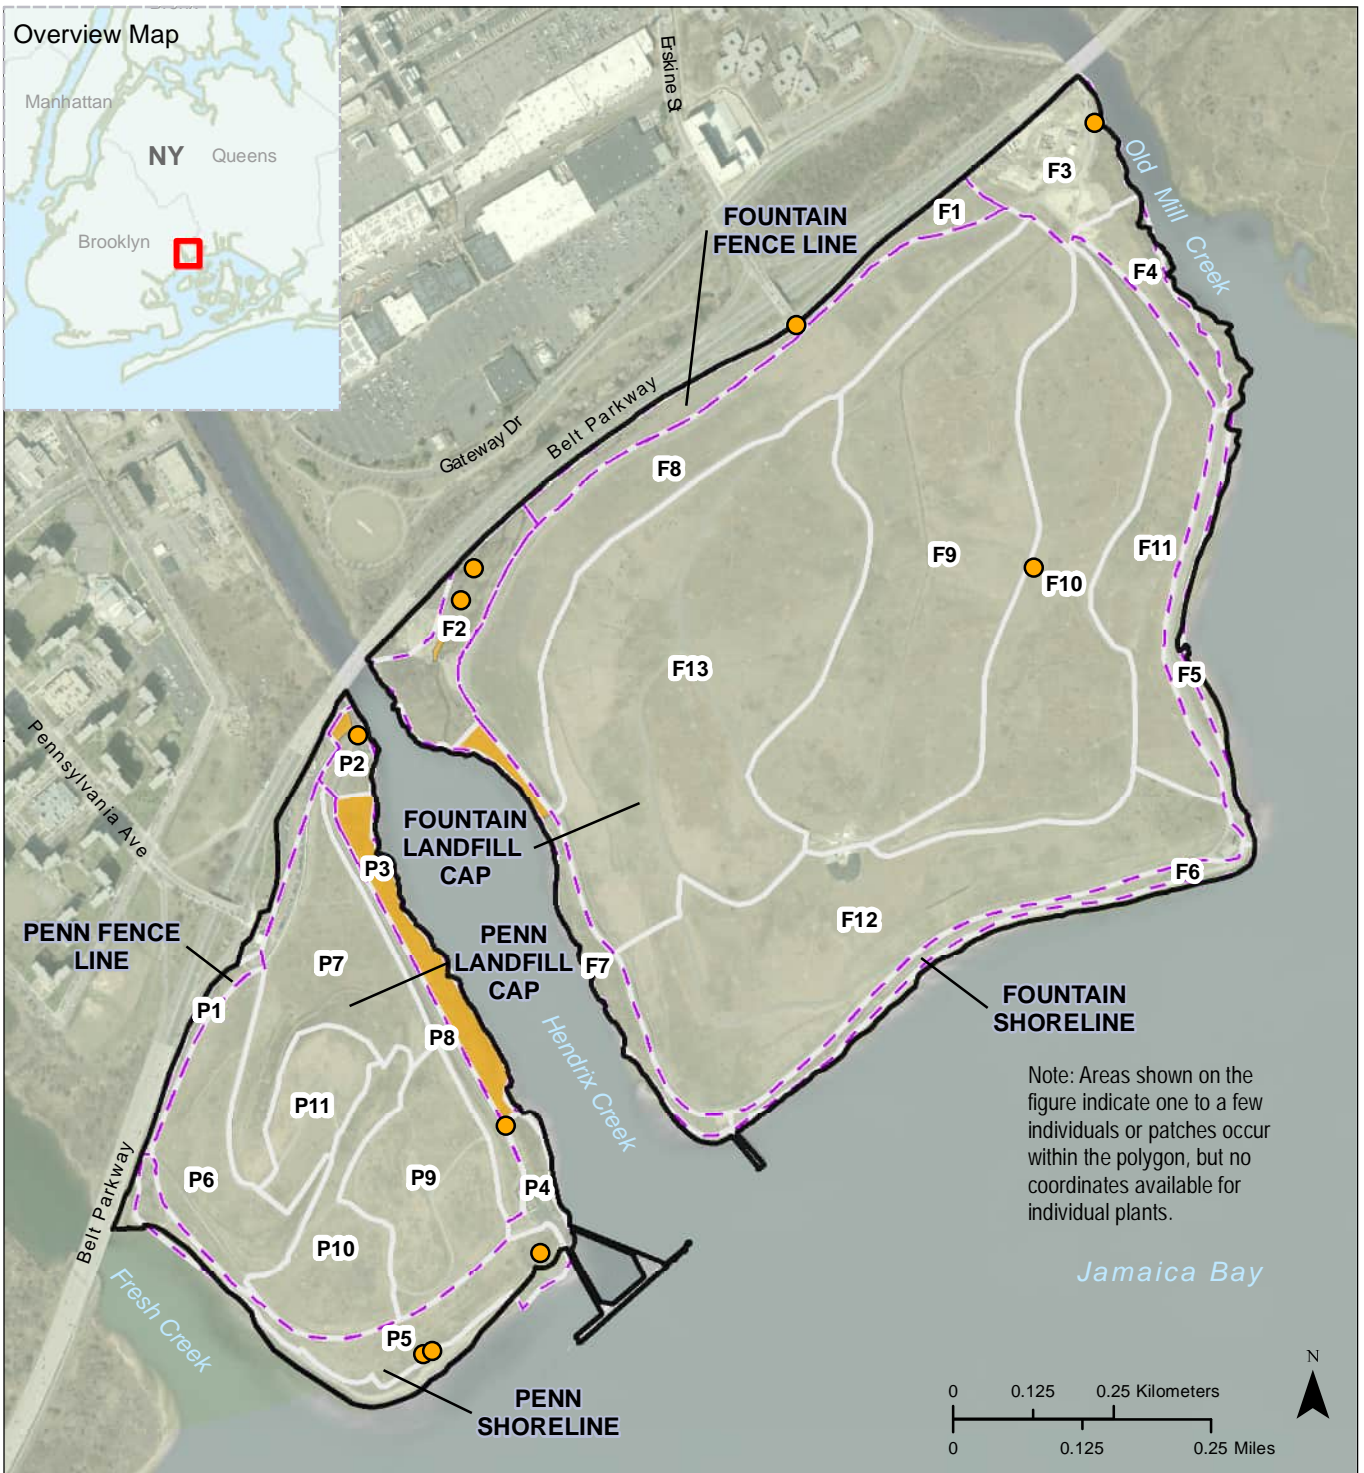 Overview Map
Manhattan
NY
Queens
Brooklyn
Erskine St
Old Mill Creek
F3
F1
FOUNTAIN
FENCE LINE
F4
Belt Parkway
Gateway Dr
F8
F9
F11
F10
F2
F13
F5
Pennsylvania Ave
P2
FOUNTAIN
LANDFILL
CAP
P3
F6
F12
PENN FENCE
LINE
PENN
LANDFILL
CAP
P7
F7
P1
FOUNTAIN
SHORELINE
P8
Hendrix Creek
Note: Areas shown on the
figure indicate one to a few
individuals or patches occur
within the polygon, but no
coordinates available for
individual plants.
P11
P6
P9
P4
Belt Parkway
P10
Jamaica Bay
Fresh Creek
P5
PENN
SHORELINE
N
0 0.125 0.25 Kilometers
0 0.125 0.25 Miles